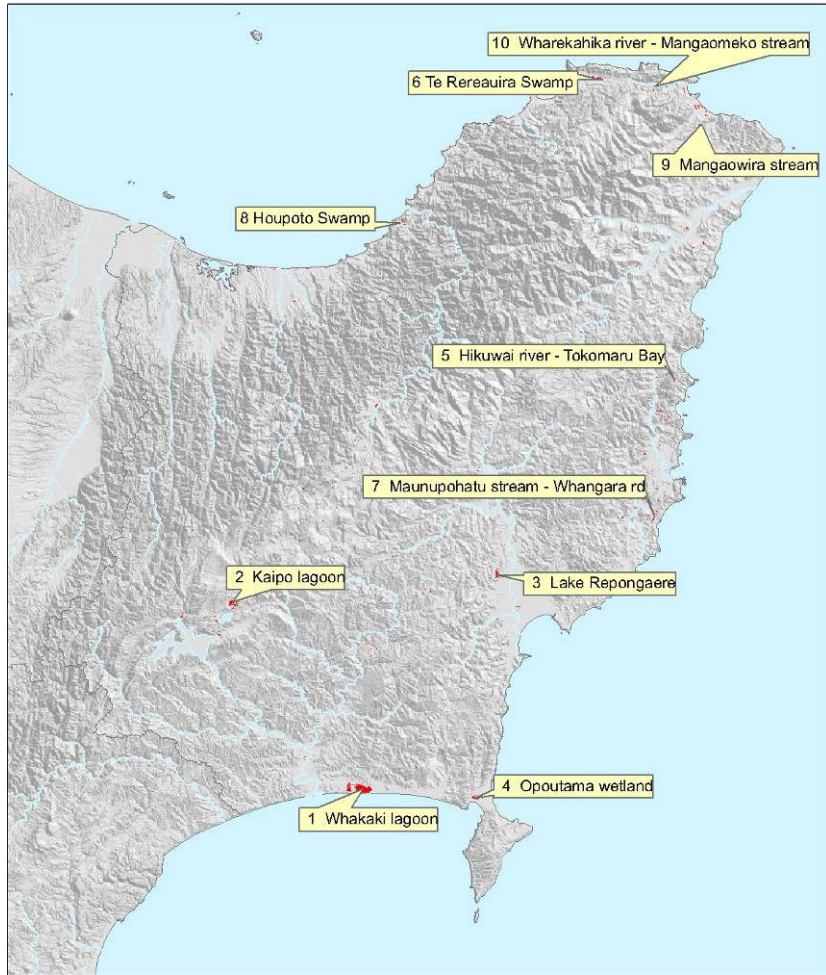 10 Wharekahika river - Mangaomeko stream
6 Te Rereauira Swamp
9 Mangaowira stream
8 Houpoto Swamp
5 Hikuwai river - Tokomaru Bay
7 Maunupohatu stream - Whangara rd
2 Kaipo lagoon
3 Lake Repongaere
4 Opoutama wetland
1 Whakaki lagoon